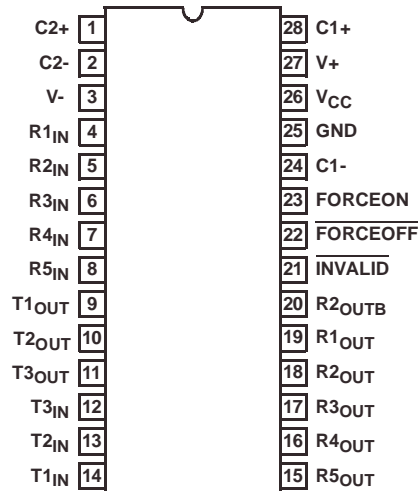 C2+ 1 28 C1+
C2- 2 27 V+
V- 3 26 VCC
R1IN 4 25 GND
R2IN 5 24 C1-
R3IN 6 23 FORCEON
R4IN 7 22 FORCEOFF
R5IN 8 21 INVALID
T1OUT 9 20 R2OUTB
T2OUT 10 19 R1OUT
T3OUT 11 18 R2OUT
T3IN 12 17 R3OUT
T2IN 13 16 R4OUT
T1IN 14 15 R5OUT